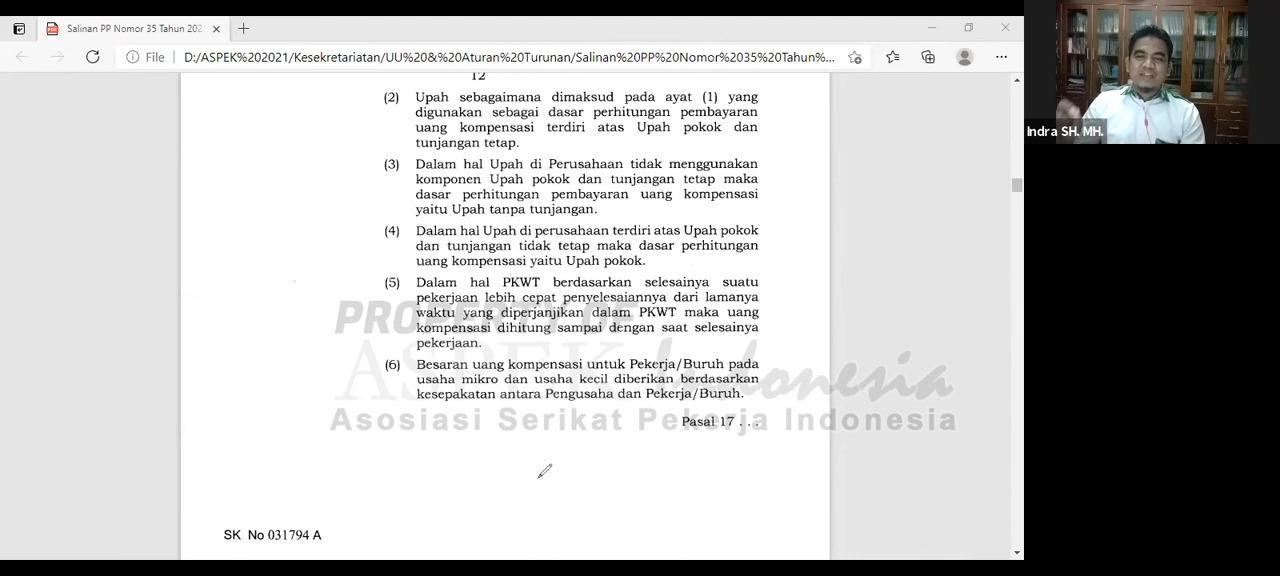 Salinan PP Nomor 35 Tahun 202
File
D:/ASPEK%202021/Kesekretariatan/UU%20&%20Aturan%20Turunan/Salinan%20PP%20Nomor%2035%20Tahun%...
Indra SH. MH.
12
(2) Upah sebagaimana dimaksud pada ayat (1) yang
digunakan sebagai dasar perhitungan pembayaran
uang kompensasi terdiri atas Upah pokok dan
tunjangan tetap.
(3) Dalam hal Upah di Perusahaan tidak menggunakan
komponen Upah pokok dan tunjangan tetap maka
dasar perhitungan pembayaran uang kompensasi
yaitu Upah tanpa tunjangan.
(4) Dalam hal Upah di perusahaan terdiri atas Upah pokok
dan tunjangan tidak tetap maka dasar perhitungan
uang kompensasi yaitu Upah pokok.
(5) Dalam hal PKWT berdasarkan selesainya suatu
pekerjaan lebih cepat penyelesaiannya dari lamanya
waktu yang diperjanjikan dalam PKWT maka uang
kompensasi dihitung sampai dengan saat selesainya
pekerjaan.
(6) Besaran uang kompensasi untuk Pekerja/Buruh pada
usaha mikro dan usaha kecil diberikan berdasarkan
kesepakatan antara Pengusaha dan Pekerja/Buruh.
Pasal 17 . . .
PROPERTY OF
ASPEK Indonesia
Asosiasi Serikat Pekerja Indonesia
SK No 031794 A